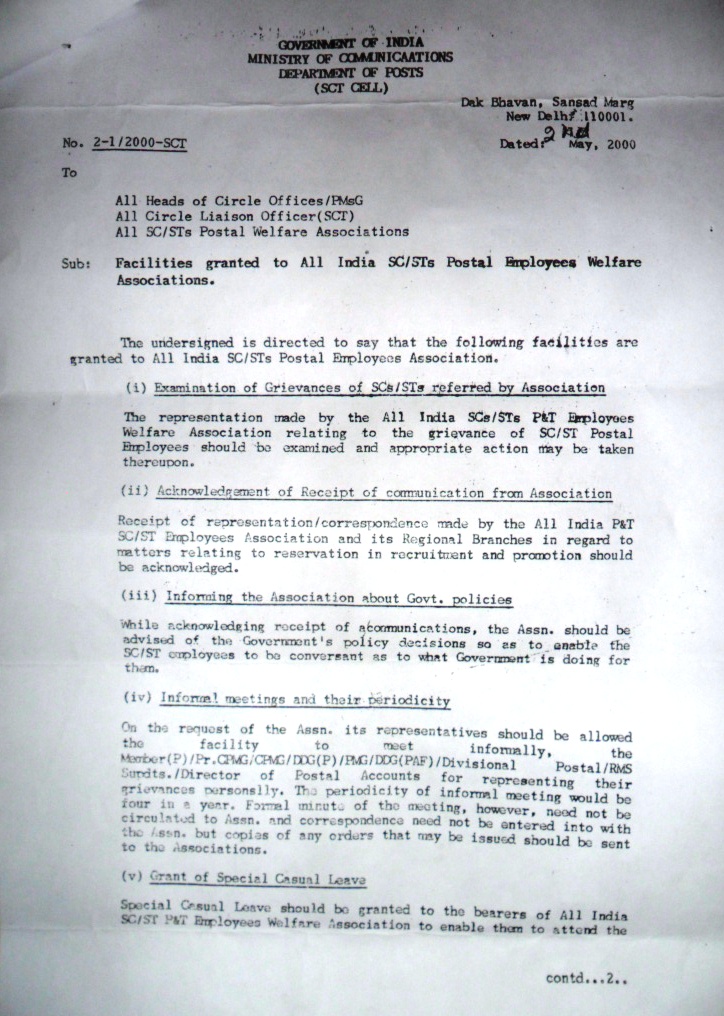 GOVERNMENT OF INDIA
MINISTRY OF COMMUNICAATIONS
DEPARTMENT OF POSTS
(SCT CELL)
Dak Bhavan, Sansad Marg
New Delhi 110001.
No. 2-1/2000-SCT
Dated: 2nd May, 2000
To
All Heads of Circle Offices/PMsG
All Circle Liaison Officer(SCT)
All SC/STs Postal Welfare Associations
Sub: Facilities granted to All India SC/STs Postal Employees Welfare
Associations.
The undersigned is directed to say that the following facilities are
granted to All India SC/STs Postal Employees Association.
(i) Examination of Grievances of SCs/STs referred by Association
The representation made by the All India SCs/STs P&T Employees
Welfare Association relating to the grievance of SC/ST Postal
Employees should be examined and appropriate action may be taken
thereupon.
(ii) Acknowledgement of Receipt of communication from Association
Receipt of representation/correspondence made by the All India P&T
SC/ST Employees Association and its Regional Branches in regard to
matters relating to reservation in recruitment and promotion should
be acknowledged.
(iii) Informing the Association about Govt. policies
While acknowledging receipt of acommunications, the Assn. should be
advised of the Government's policy decisions so as to enable the
SC/ST employees to be conversant as to what Government is doing for
them.
(iv) Informal meetings and their periodicity
On the request of the Assn. its representatives should be allowed
the facility to meet informally, the
Member(P)/Pr.CPMG/CPMG/DDG(P)/PMG/DDG(PAF)/Divisional Postal/RMS
Supdts./Director of Postal Accounts for representing their
grievances personslly. The periodicity of informal meeting would be
four in a year. Formal minut. of the meeting, however, need not be
circulated to Assn. and correspondence need not be entered into with
the Assn. but copies of any orders that may be issued should be sent
to the Associations.
(v) Grant of Special Casual Leave
Special Casual Leave should be granted to the bearers of All India
SC/ST P&T Employees Welfare Association to enable them to attend the
contd...2..